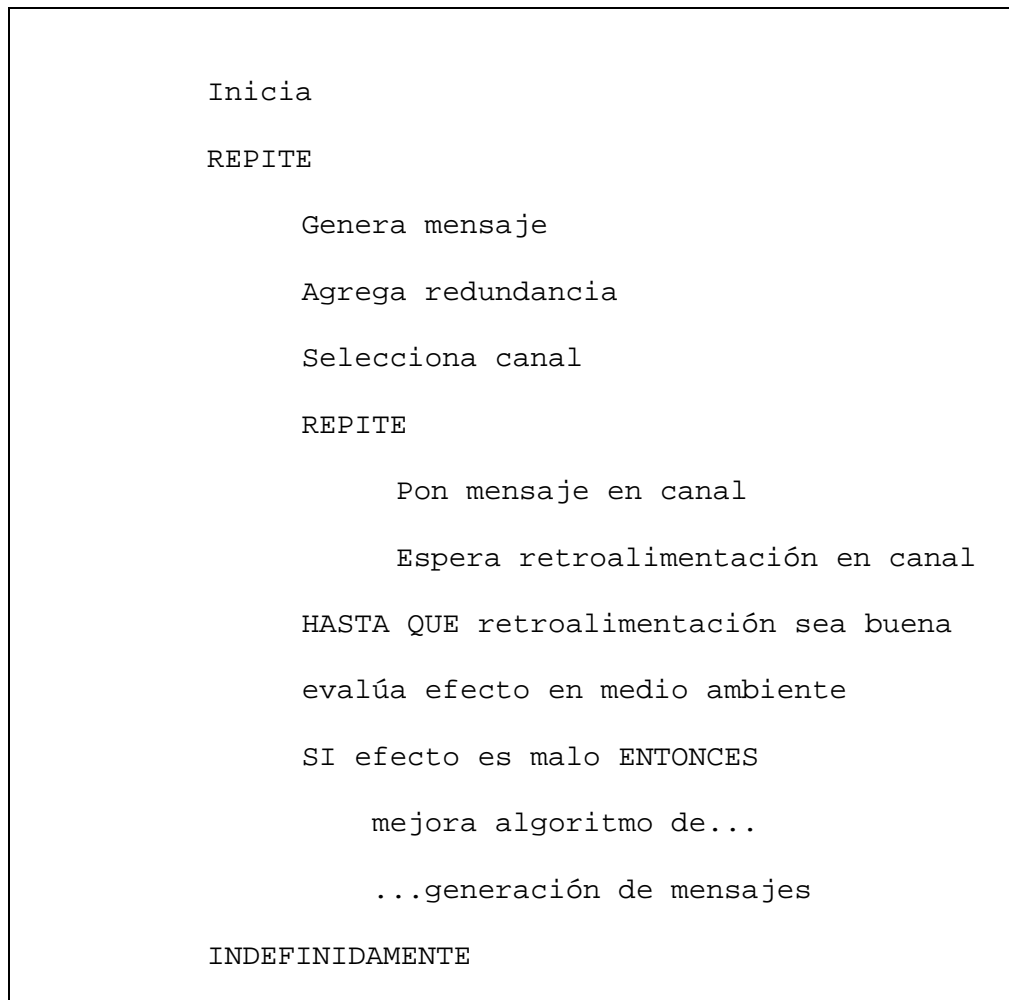 Inicia
REPITE
Genera mensaje
Agrega redundancia
Selecciona canal
REPITE
Pon mensaje en canal
Espera retroalimentación en canal
HASTA QUE retroalimentación sea buena
evalúa efecto en medio ambiente
SI efecto es malo ENTONCES
mejora algoritmo de...
...generación de mensajes
INDEFINIDAMENTE